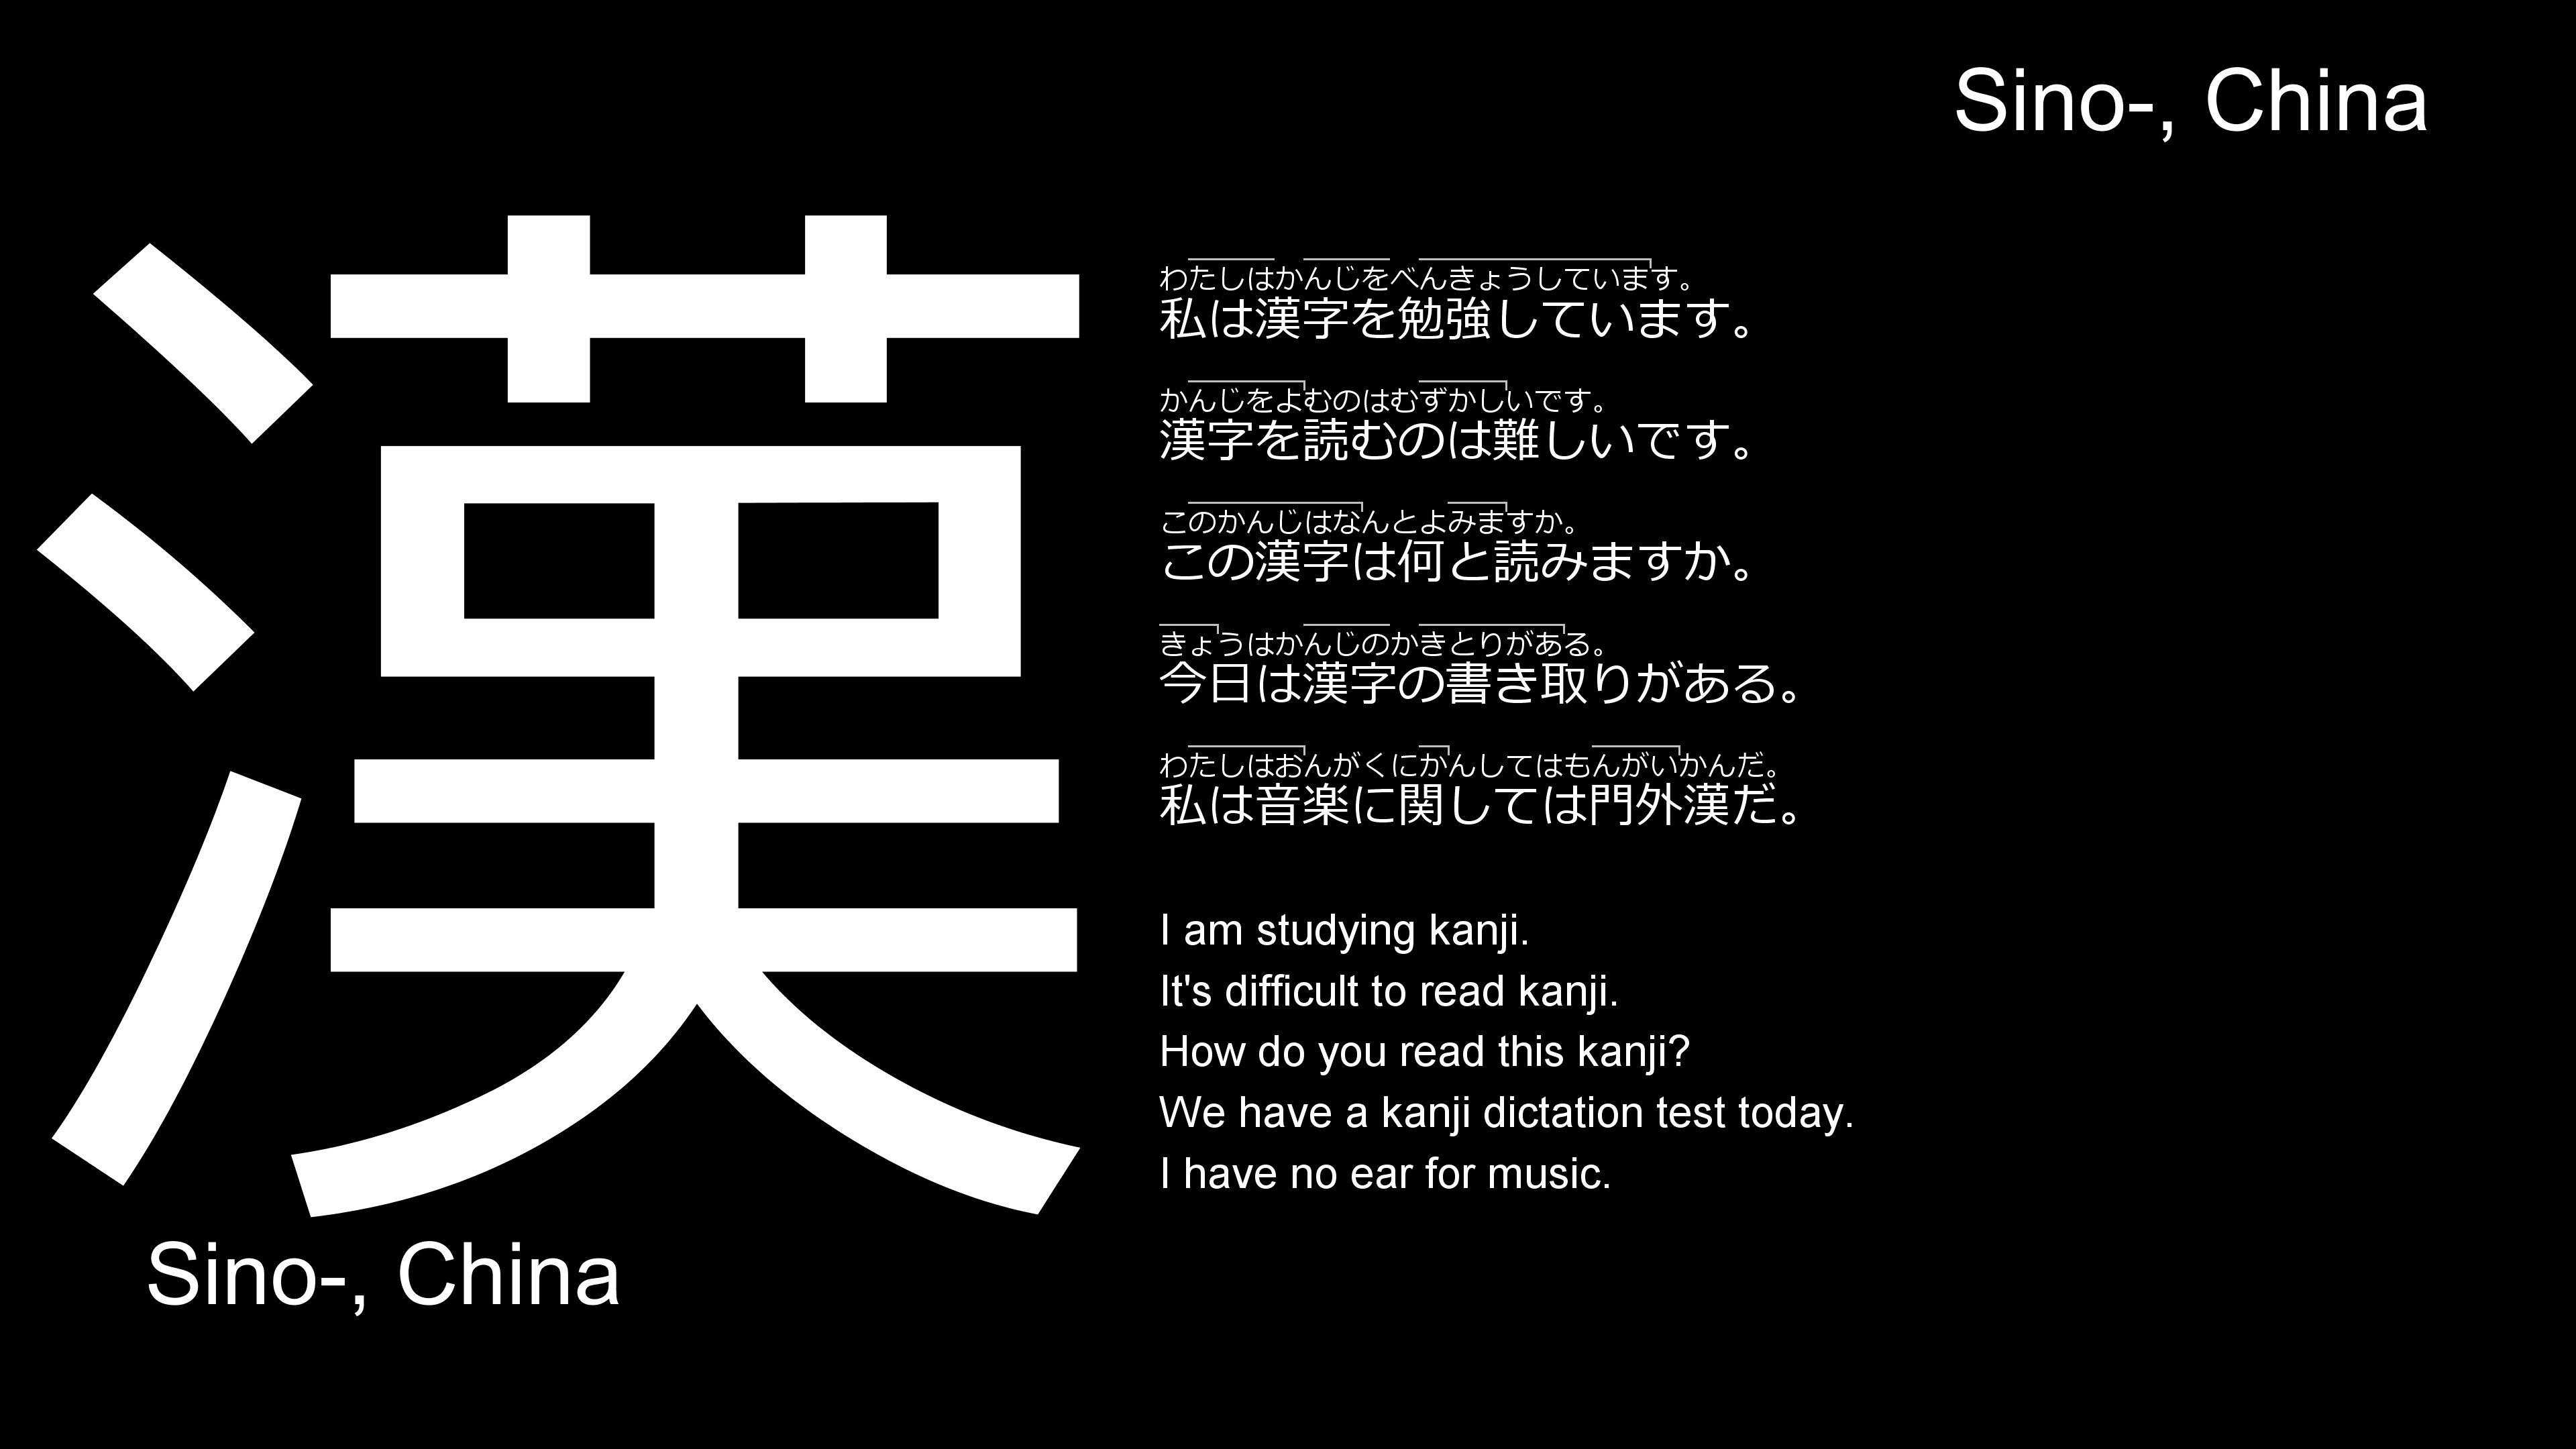 Sino-, China
漢
わたしはかんじをべんきょうしています。
私は漢字を勉強しています。
かんじをよむのはむずかしいです。
漢字を読むのは難しいです。
このかんじはなんとよみますか。
この漢字は何と読みますか。
きょうはかんじのかきとりがある。
今日は漢字の書き取りがある。
わたしはおんがくにかんしてはもんがいかんだ。
私は音楽に関しては門外漢だ。
I am studying kanji.
It's difficult to read kanji.
How do you read this kanji?
We have a kanji dictation test today.
I have no ear for music.
Sino-, China